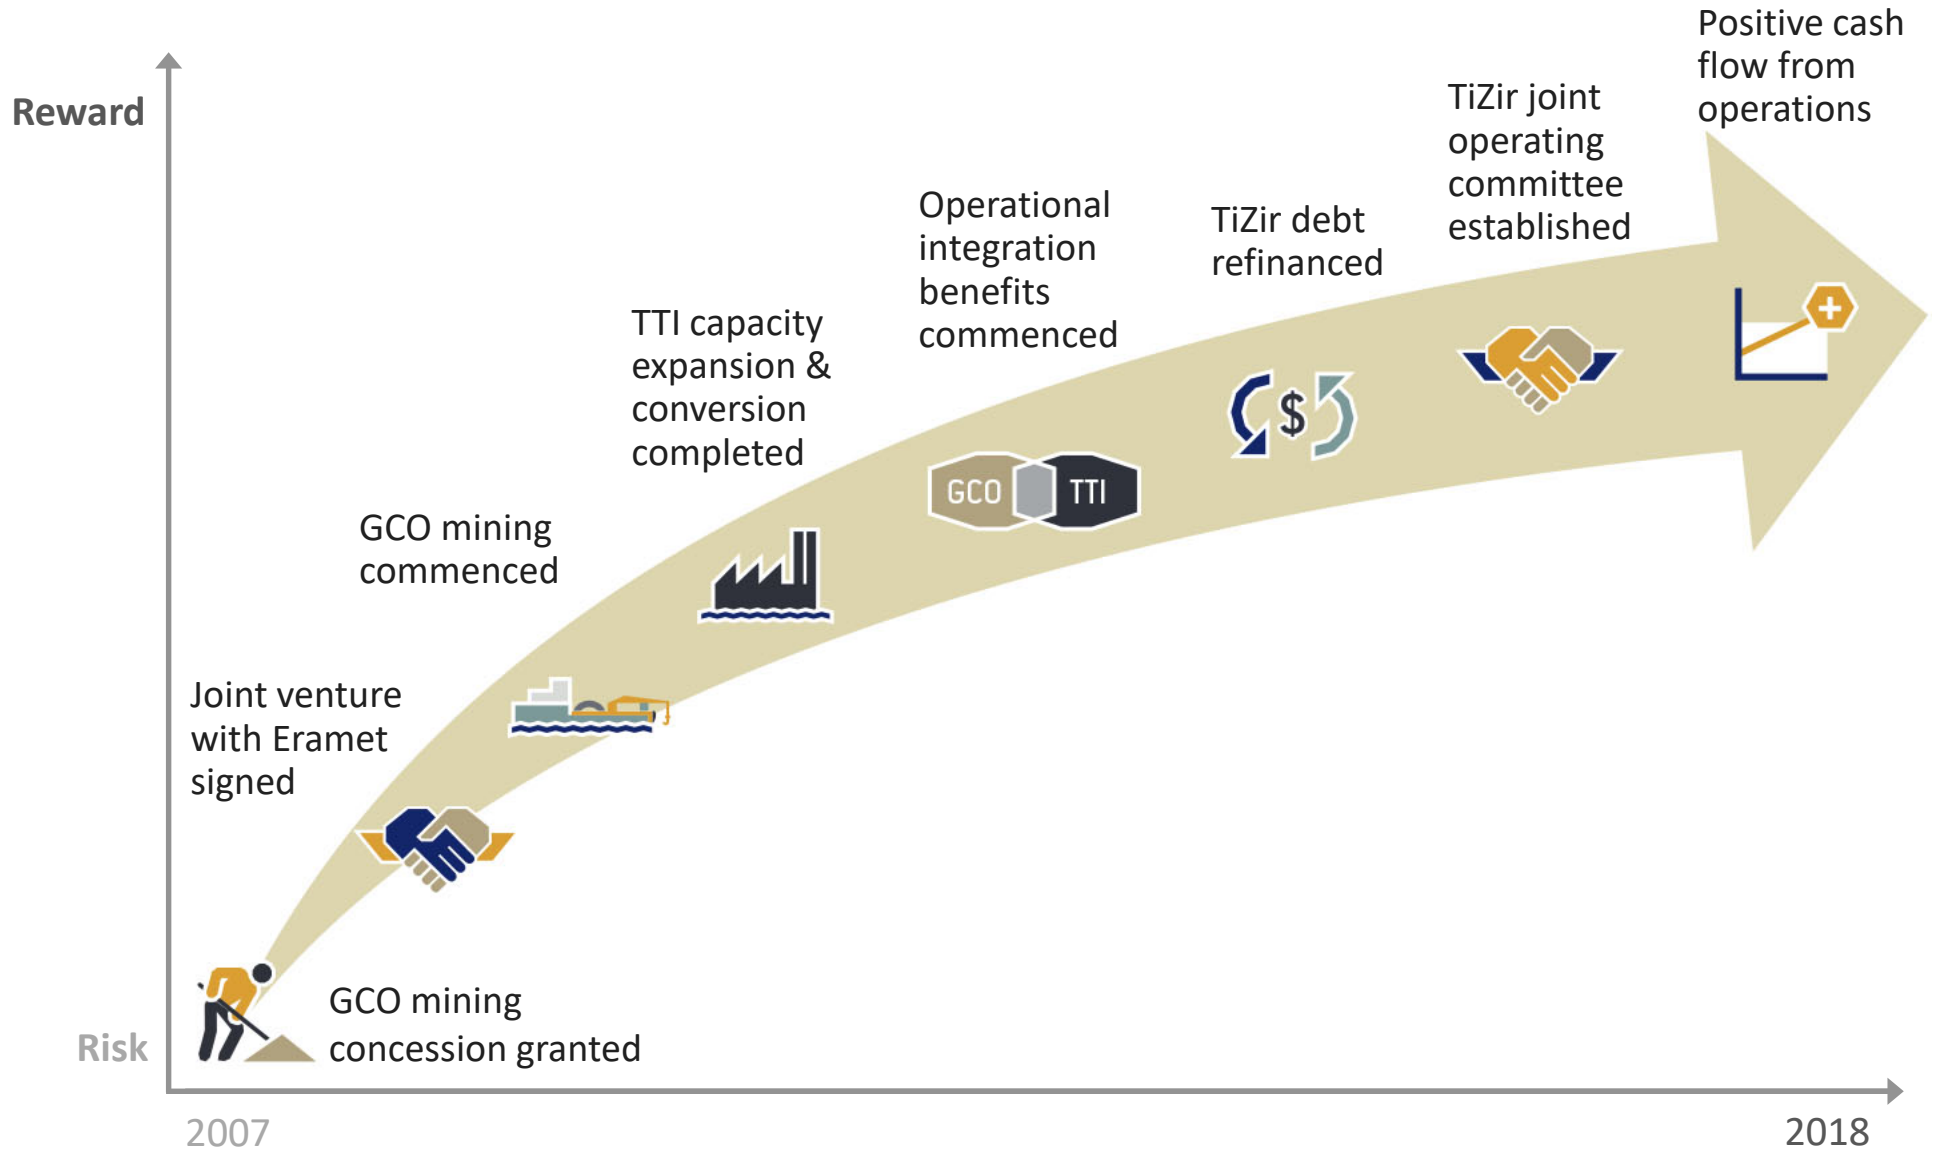 Reward
Positive cash
flow from
operations
TiZir joint
operating
committee
established
TiZir debt
refinanced
Operational
integration
benefits
commenced
TTI capacity
expansion &
conversion
completed
GCO mining
commenced
Joint venture
with Eramet
signed
$
GCO
TTI
GCO mining
concession granted
Risk
2007
2018